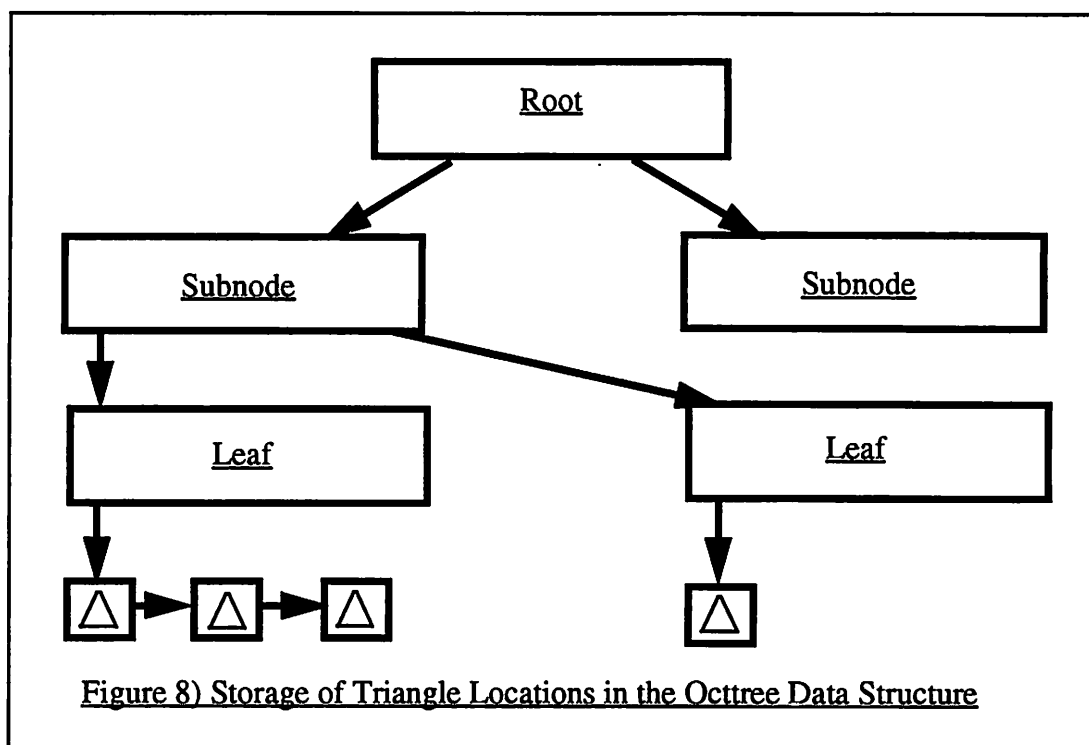 Root
Subnode
Subnode
Leaf
Leaf
Figure 8) Storage of Triangle Locations in the Octtree Data Structure